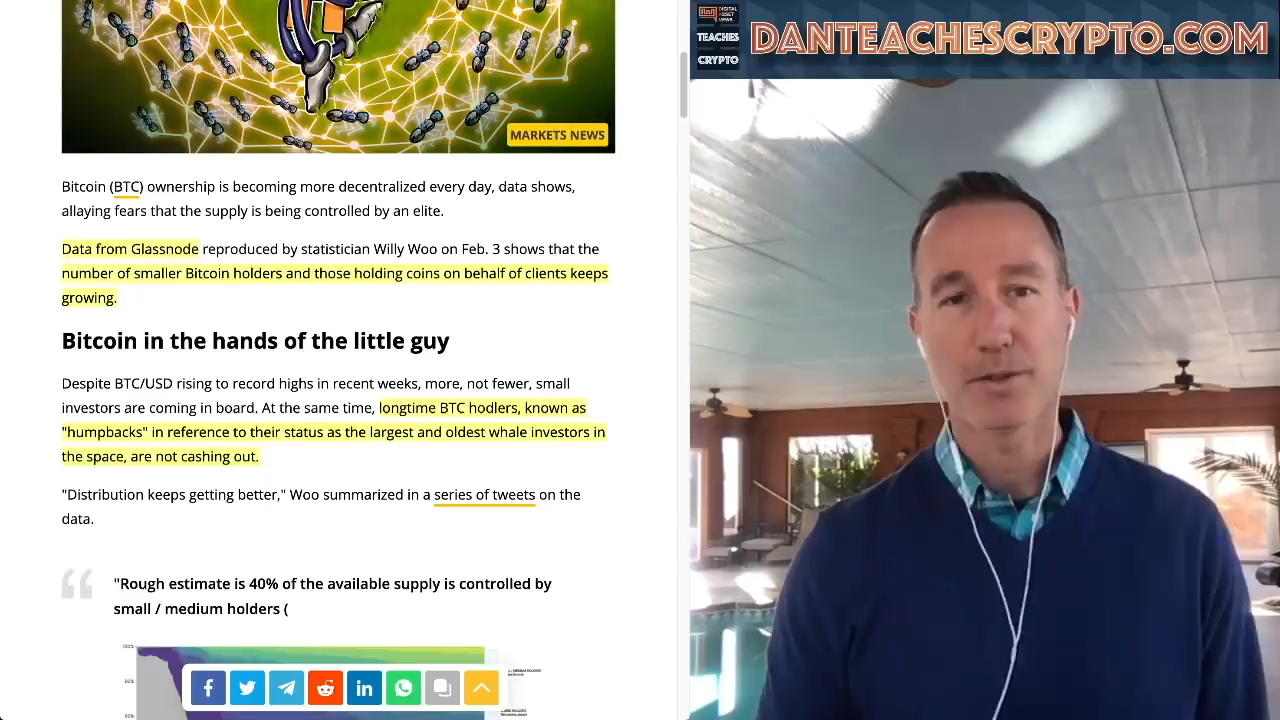 MARKETS NEWS
Bitcoin (BTC) ownership is becoming more decentralized every day, data shows,
allaying fears that the supply is being controlled by an elite.
Data from Glassnode reproduced by statistician Willy Woo on Feb. 3 shows that the
number of smaller Bitcoin holders and those holding coins on behalf of clients keeps
growing.
Bitcoin in the hands of the little guy
Despite BTC/USD rising to record highs in recent weeks, more, not fewer, small
investors are coming in board. At the same time, longtime BTC hodlers, known as
"humpbacks" in reference to their status as the largest and oldest whale investors in
the space, are not cashing out.
"Distribution keeps getting better," Woo summarized in a series of tweets on the
data.
"Rough estimate is 40% of the available supply is controlled by
small / medium holders (
100%
DIGITAL
ASSET
NEWS
TEACHES
CRYPTO
DANTEACHESCRYPTO.COM